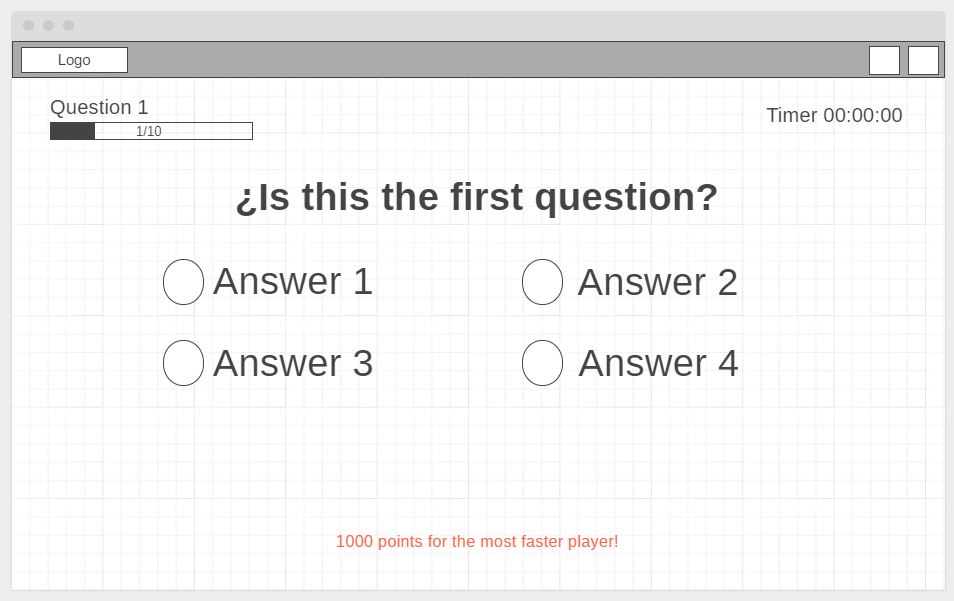 Logo
Question 1
1/10
Timer 00:00:00
¿Is this the first question?
Answer 1
Answer 2
Answer 3
Answer 4
1000 points for the most faster player!